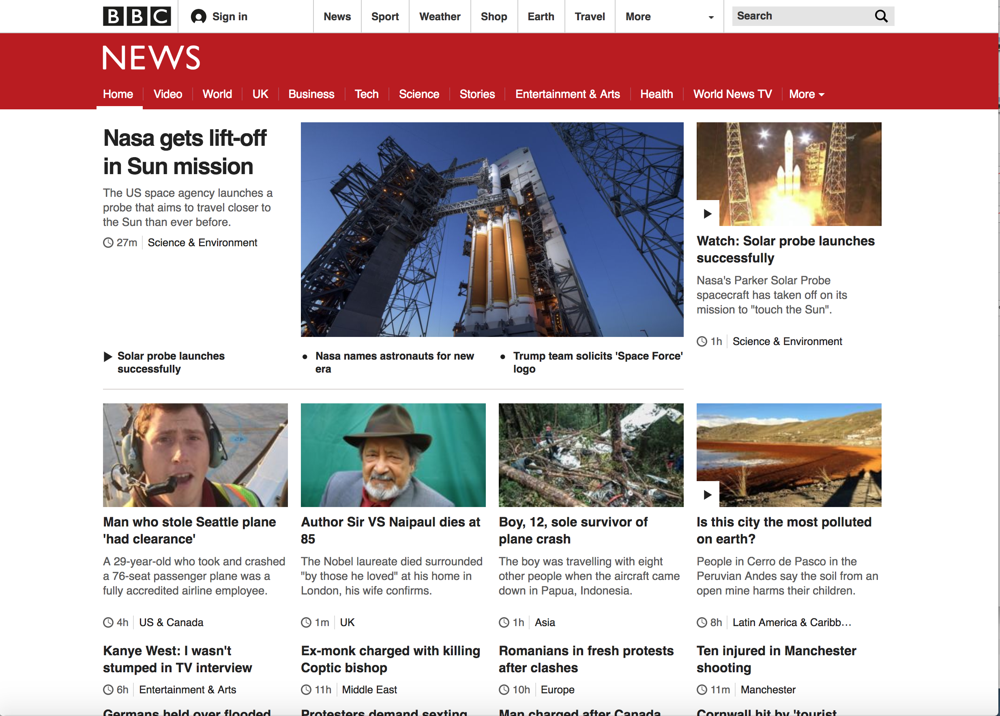 BBC
Sign in
News
Sport
Weather
Shop
Earth
Travel
More
Search
NEWS
Home
Video
World
UK
Business
Tech
Science
Stories
Entertainment & Arts
Health
World News TV
More
Nasa gets lift-off
in Sun mission
The US space agency launches a
probe that aims to travel closer to
the Sun than ever before.
27m
Science & Environment
Watch: Solar probe launches
successfully
Nasa's Parker Solar Probe
spacecraft has taken off on its
mission to "touch the Sun".
1h
Science & Environment
Solar probe launches
successfully
Nasa names astronauts for new
era
Trump team solicits 'Space Force'
logo
Man who stole Seattle plane
'had clearance'
A 29-year-old who took and crashed
a 76-seat passenger plane was a
fully accredited airline employee.
4h
US & Canada
Author Sir VS Naipaul dies at
85
The Nobel laureate died surrounded
"by those he loved" at his home in
London, his wife confirms.
1m
UK
Boy, 12, sole survivor of
plane crash
The boy was travelling with eight
other people when the aircraft came
down in Papua, Indonesia.
1h
Asia
Is this city the most polluted
on earth?
People in Cerro de Pasco in the
Peruvian Andes say the soil from an
open mine harms their children.
8h
Latin America & Caribb…
Kanye West: I wasn't
stumped in TV interview
6h
Entertainment & Arts
Ex-monk charged with killing
Coptic bishop
11h
Middle East
Romanians in fresh protests
after clashes
10h
Europe
Ten injured in Manchester
shooting
11m
Manchester
Germans held over flooded
Protesters demand sexting
Man charged after Canada
Cornwall hit by 'tourist